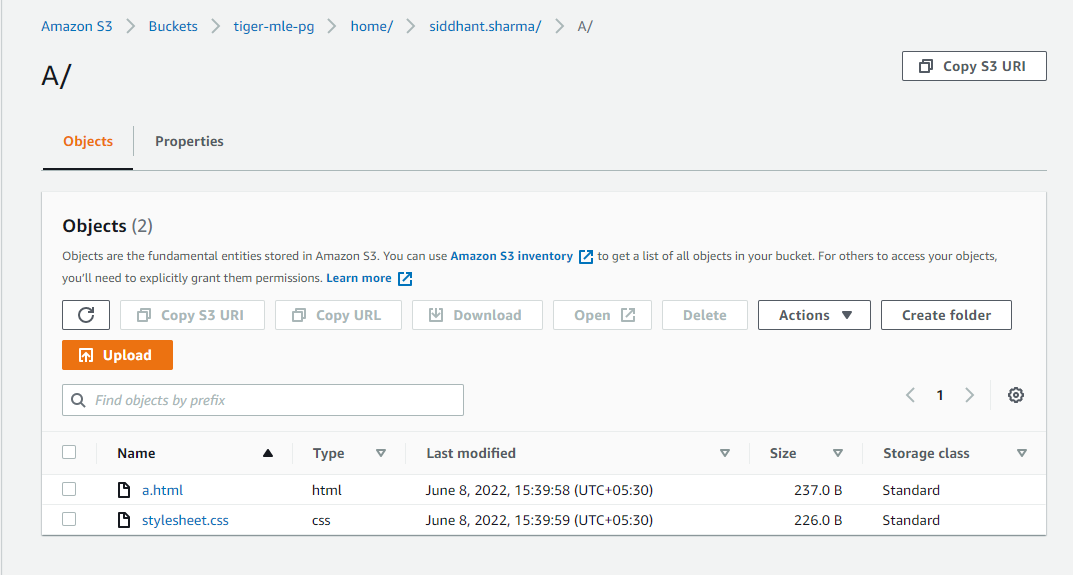 Amazon S3 > Buckets > tiger-mle-pg > home/ > siddhant.sharma/ > A/
A/
Copy S3 URI
Objects Properties
Objects (2)
Objects are the fundamental entities stored in Amazon S3. You can use Amazon S3 inventory to get a list of all objects in your bucket. For others to access your objects,
you'll need to explicitly grant them permissions. Learn more
Copy S3 URI Copy URL Download Open Delete Actions Create folder
Upload
Find objects by prefix 1
Name Type Last modified Size Storage class
a.html html June 8, 2022, 15:39:58 (UTC+05:30) 237.0 B Standard
stylesheet.css css June 8, 2022, 15:39:59 (UTC+05:30) 226.0 B Standard